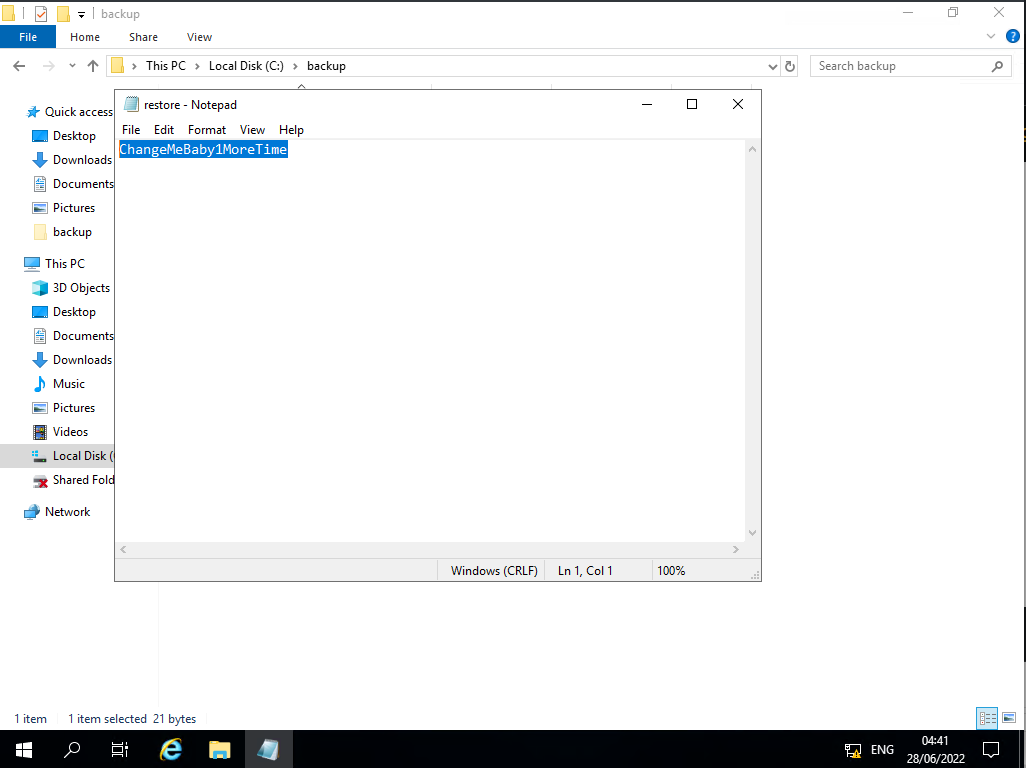 backup
File Home Share View
This PC Local Disk (C:) backup
Search backup
restore - Notepad
File Edit Format View Help
ChangeMeBaby1MoreTime
Quick access
Desktop
Downloads
Documents
Pictures
backup
This PC
3D Objects
Desktop
Documents
Downloads
Music
Pictures
Videos
Local Disk (
Shared Fold
Network
Windows (CRLF) Ln 1, Col 1 100%
1 item 1 item selected 21 bytes
ENG
04:41
28/06/2022